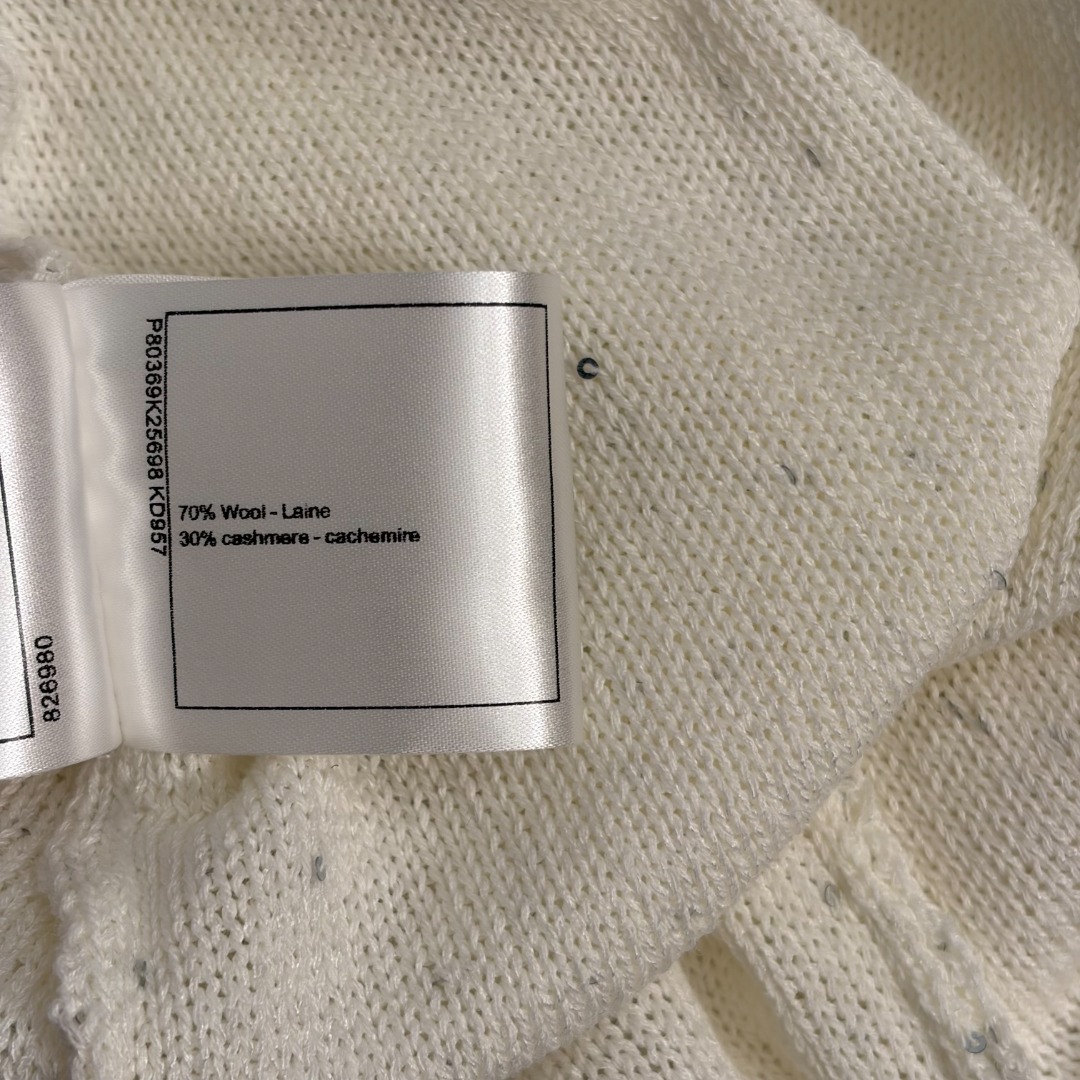 P80369K25698 KD957
70% Wool - Laine
30% cashmere - cachemire
826980